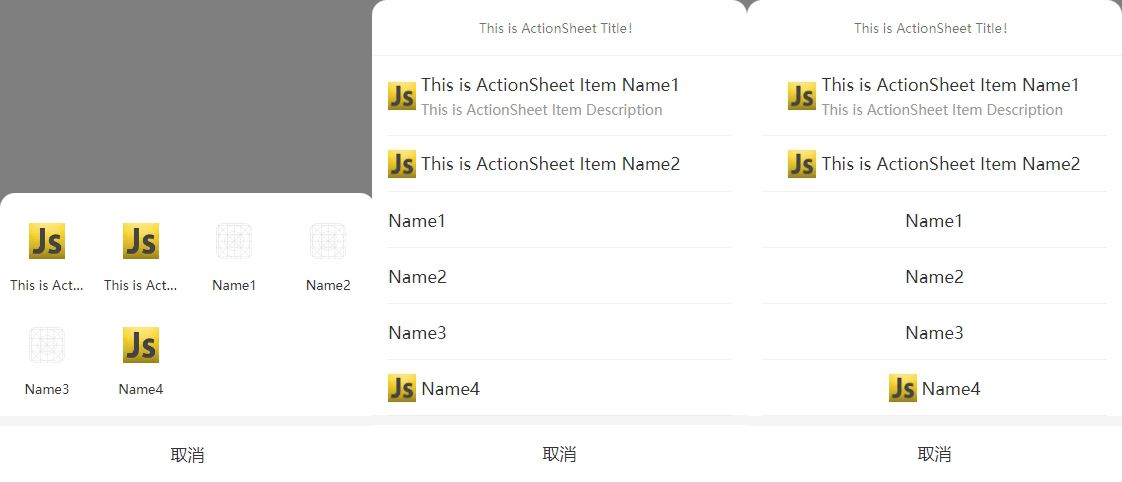 Js
Js
This is Act...
This is Act...
Name1
Name2
Js
Name3
Name4
取消
This is ActionSheet Title!
Js
This is ActionSheet Item Name1
This is ActionSheet Item Description
Js
This is ActionSheet Item Name2
Name1
Name2
Name3
Js
Name4
取消
This is ActionSheet Title!
Js
This is ActionSheet Item Name1
This is ActionSheet Item Description
Js
This is ActionSheet Item Name2
Name1
Name2
Name3
Js
Name4
取消